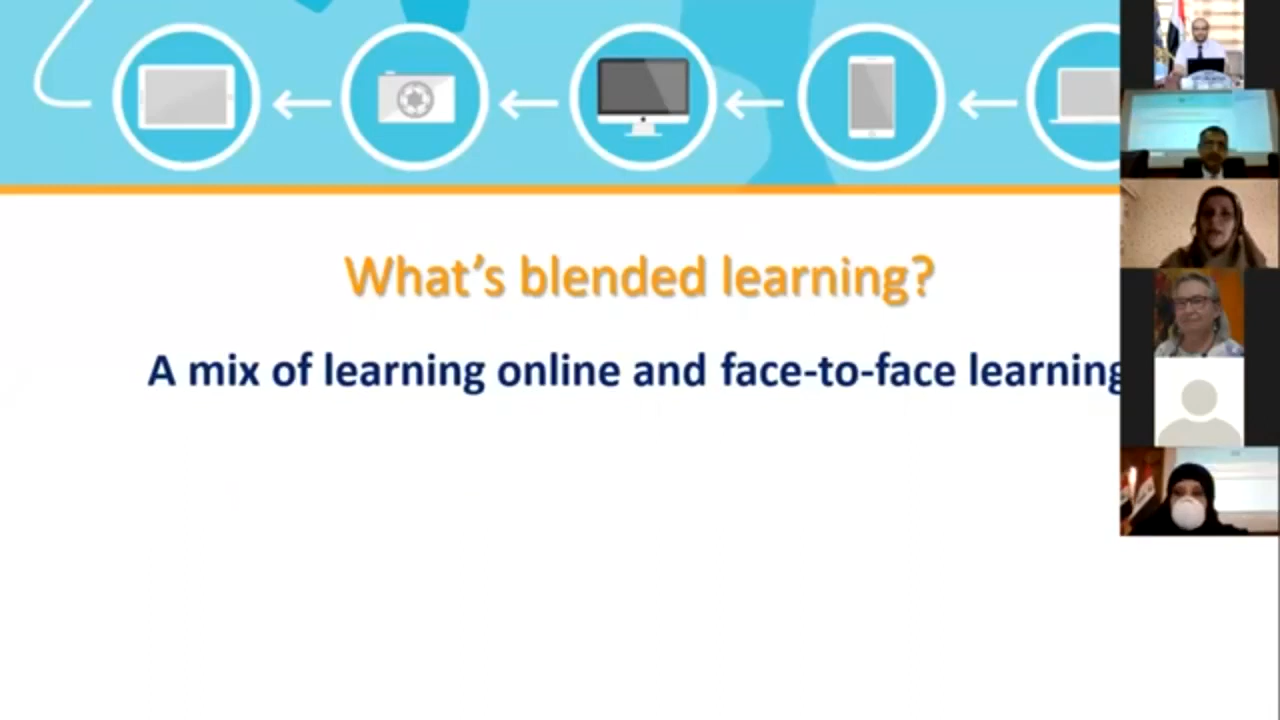 What's blended learning?
A mix of learning online and face-to-face learning